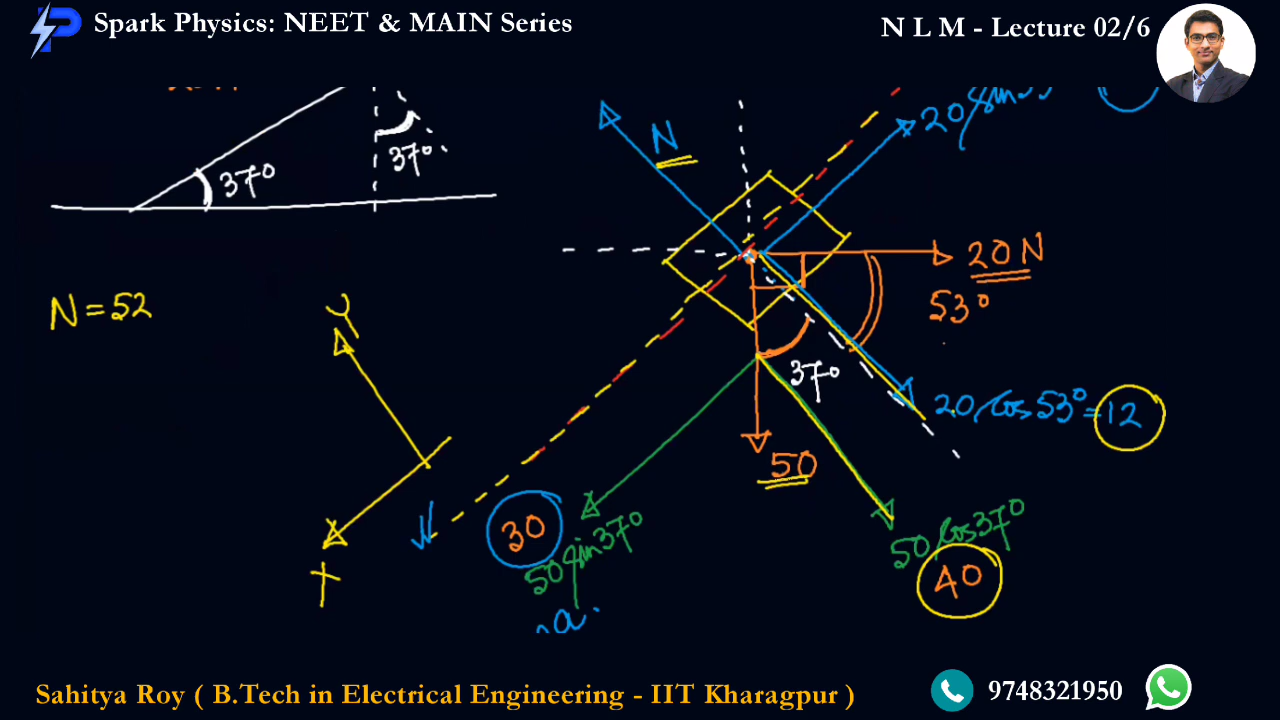 Spark Physics: NEET & MAIN Series
N L M - Lecture 02/6
20 sin 53
N
37°
37°
20 N
53°
N = 52
Y
37°
20 cos 53° = 12
50
30
50 sin 37°
50 cos 37°
40
a
Sahitya Roy ( B.Tech in Electrical Engineering - IIT Kharagpur )
9748321950